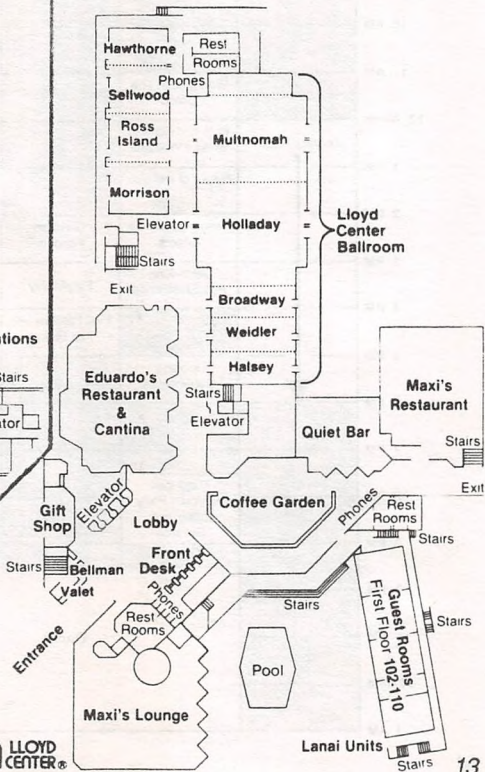 Hawthorne
Rest
Rooms
Phones
Sellwood
Ross
Island
Multnomah
Morrison
Elevator
Holladay
Lloyd
Center
Ballroom
Stairs
Exit
Broadway
Weidler
Halsey
Eduardo's
Restaurant
&
Cantina
Stairs
Elevator
Maxi's
Restaurant
Quiet Bar
Stairs
Exit
Stairs
Gift
Shop
Elevator
Lobby
Coffee Garden
Phones
Rest
Rooms
Stairs
Front
Desk
Stairs
Bellman
Valet
Phones
Rest
Rooms
Stairs
Entrance
Guest Rooms
First Floor 102-110
Stairs
Pool
Maxi's Lounge
Lanai Units
Stairs
LLOYD
CENTER®
13